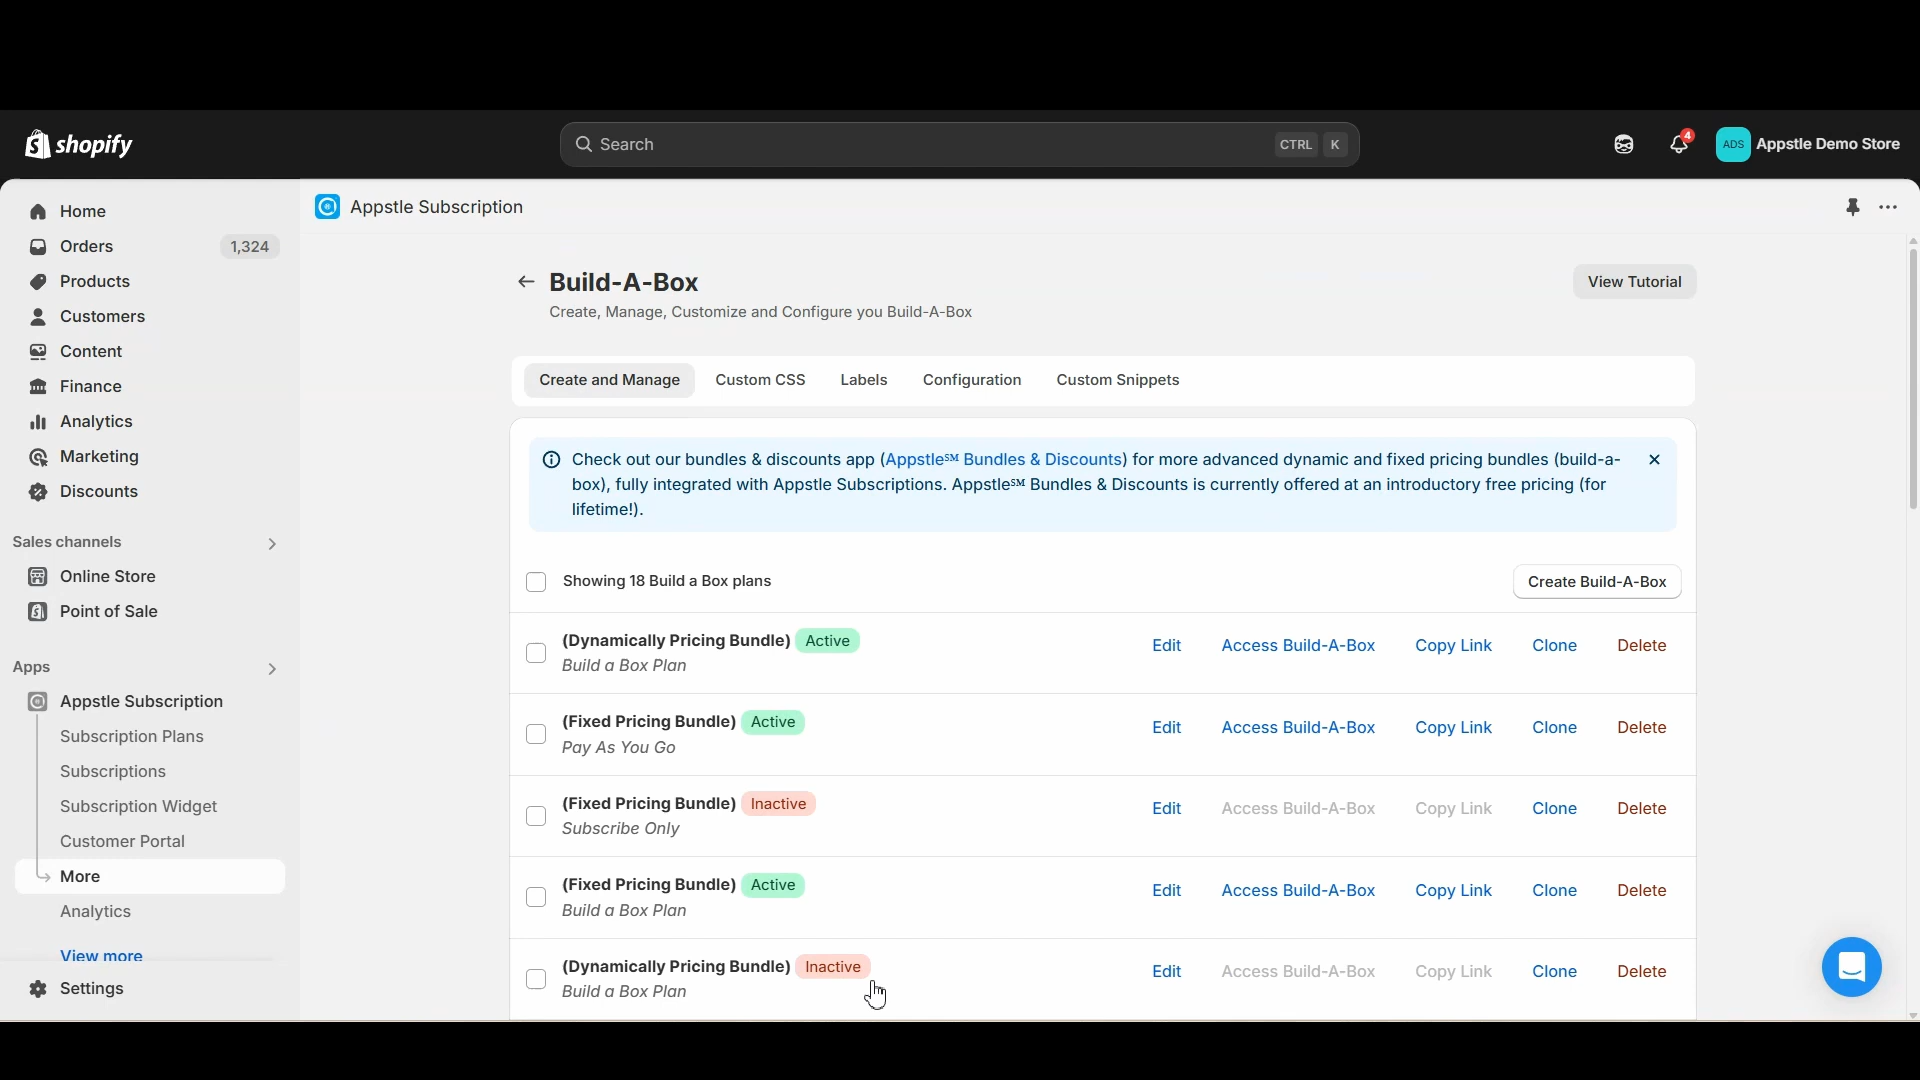 shopify
Search
CTRL K
4
ADS
Appstle Demo Store
Home
Orders 1,324
Products
Customers
Content
Finance
Analytics
Marketing
Discounts
Sales channels
Online Store
Point of Sale
Apps
Appstle Subscription
Subscription Plans
Subscriptions
Subscription Widget
Customer Portal
More
Analytics
View more
Settings
Appstle Subscription
Build-A-Box
Create, Manage, Customize and Configure you Build-A-Box
View Tutorial
Create and Manage Custom CSS Labels Configuration Custom Snippets
Check out our bundles & discounts app (Appstle℠ Bundles & Discounts) for more advanced dynamic and fixed pricing bundles (build-a-
box), fully integrated with Appstle Subscriptions. Appstle℠ Bundles & Discounts is currently offered at an introductory free pricing (for
lifetime!).
Showing 18 Build a Box plans
Create Build-A-Box
(Dynamically Pricing Bundle) Active
Build a Box Plan
Edit Access Build-A-Box Copy Link Clone Delete
(Fixed Pricing Bundle) Active
Pay As You Go
Edit Access Build-A-Box Copy Link Clone Delete
(Fixed Pricing Bundle) Inactive
Subscribe Only
Edit Access Build-A-Box Copy Link Clone Delete
(Fixed Pricing Bundle) Active
Build a Box Plan
Edit Access Build-A-Box Copy Link Clone Delete
(Dynamically Pricing Bundle) Inactive
Build a Box Plan
Edit Access Build-A-Box Copy Link Clone Delete